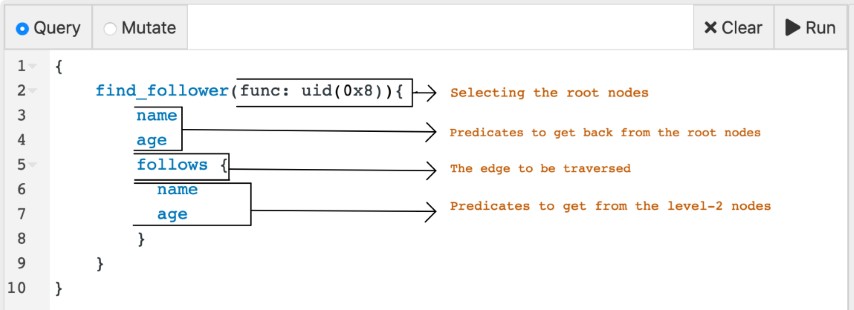 Query Mutate × Clear Run
1 {
2 find_follower(func: uid(0x8)){ Selecting the root nodes
3 name
4 age Predicates to get back from the root nodes
5 follows { The edge to be traversed
6 name
7 age Predicates to get from the level-2 nodes
8 }
9 }
10 }